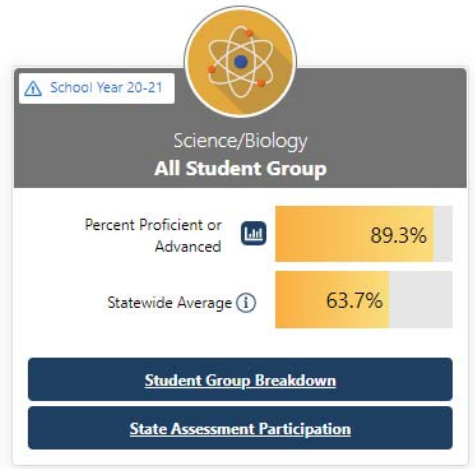 School Year 20-21
Science/Biology
All Student Group
Percent Proficient or
Advanced
89.3%
Statewide Average
63.7%
Student Group Breakdown
State Assessment Participation